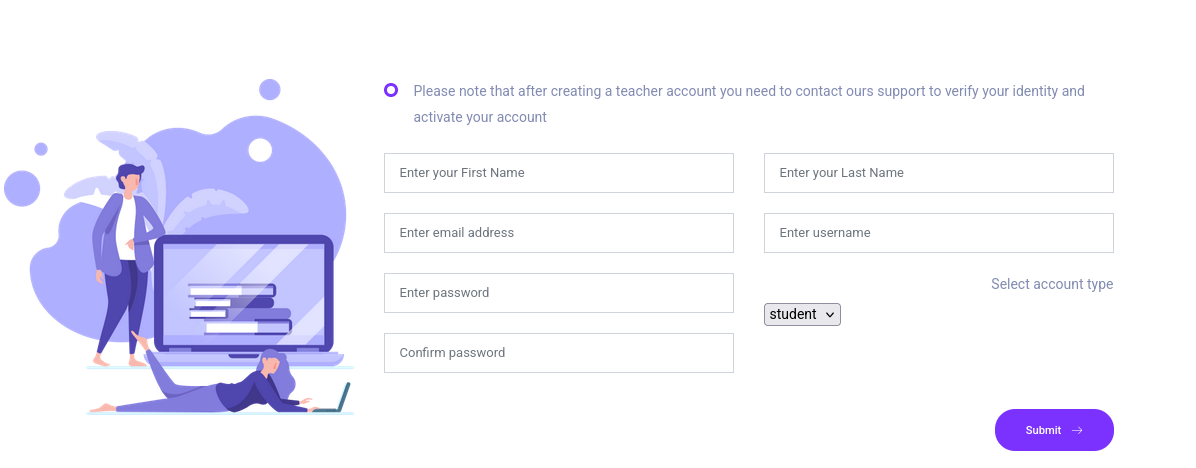 Please note that after creating a teacher account you need to contact ours support to verify your identity and
activate your account
Enter your First Name
Enter your Last Name
Enter email address
Enter username
Enter password
Select account type
student
Confirm password
Submit